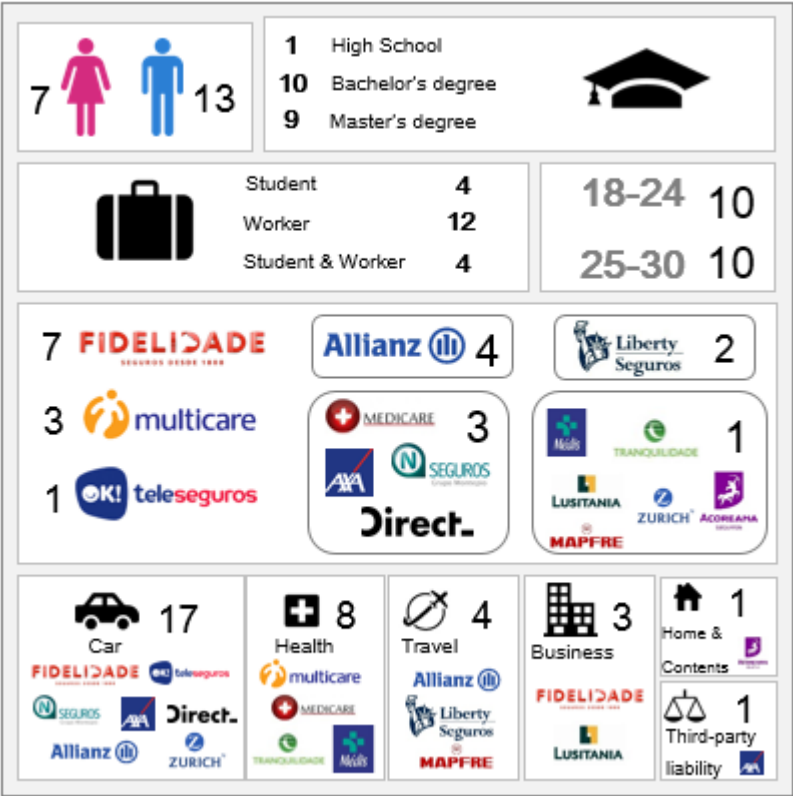 7 13
1 High School
10 Bachelor's degree
9 Master's degree
Student 4
Worker 12
Student & Worker 4
18-24 10
25-30 10
7 FIDELIDADE
SEGUROS DESDE 1808
Allianz 4
Liberty
Seguros 2
3 multicare
MEDICARE 3
AXA
N SEGUROS
Direct_
Médis
TRANQUILIDADE 1
LUSITANIA
ZURICH
ACOREANA
SEGUROS
MAPFRE
1 OK! teleseguros
17
Car
FIDELIDADE
OK! teleseguros
N SEGUROS
AXA
Direct_
Allianz
ZURICH
8
Health
multicare
MEDICARE
TRANQUILIDADE
Médis
4
Travel
Allianz
Liberty
Seguros
MAPFRE
3
Business
FIDELIDADE
LUSITANIA
1
Home &
Contents
1
Third-party
liability
AXA